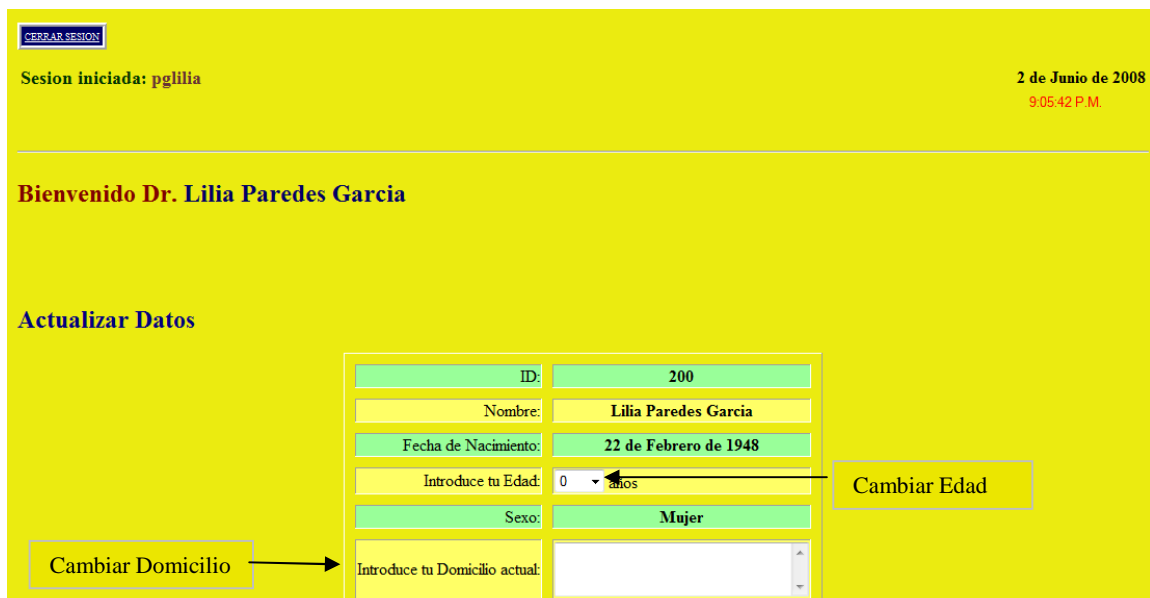 CERRAR SESION
Sesion iniciada: pglilia
2 de Junio de 2008
9:05:42 P.M.
Bienvenido Dr. Lilia Paredes Garcia
Actualizar Datos
ID: 200
Nombre: Lilia Paredes Garcia
Fecha de Nacimiento: 22 de Febrero de 1948
Introduce tu Edad: 0 años
Cambiar Edad
Sexo: Mujer
Cambiar Domicilio
Introduce tu Domicilio actual: